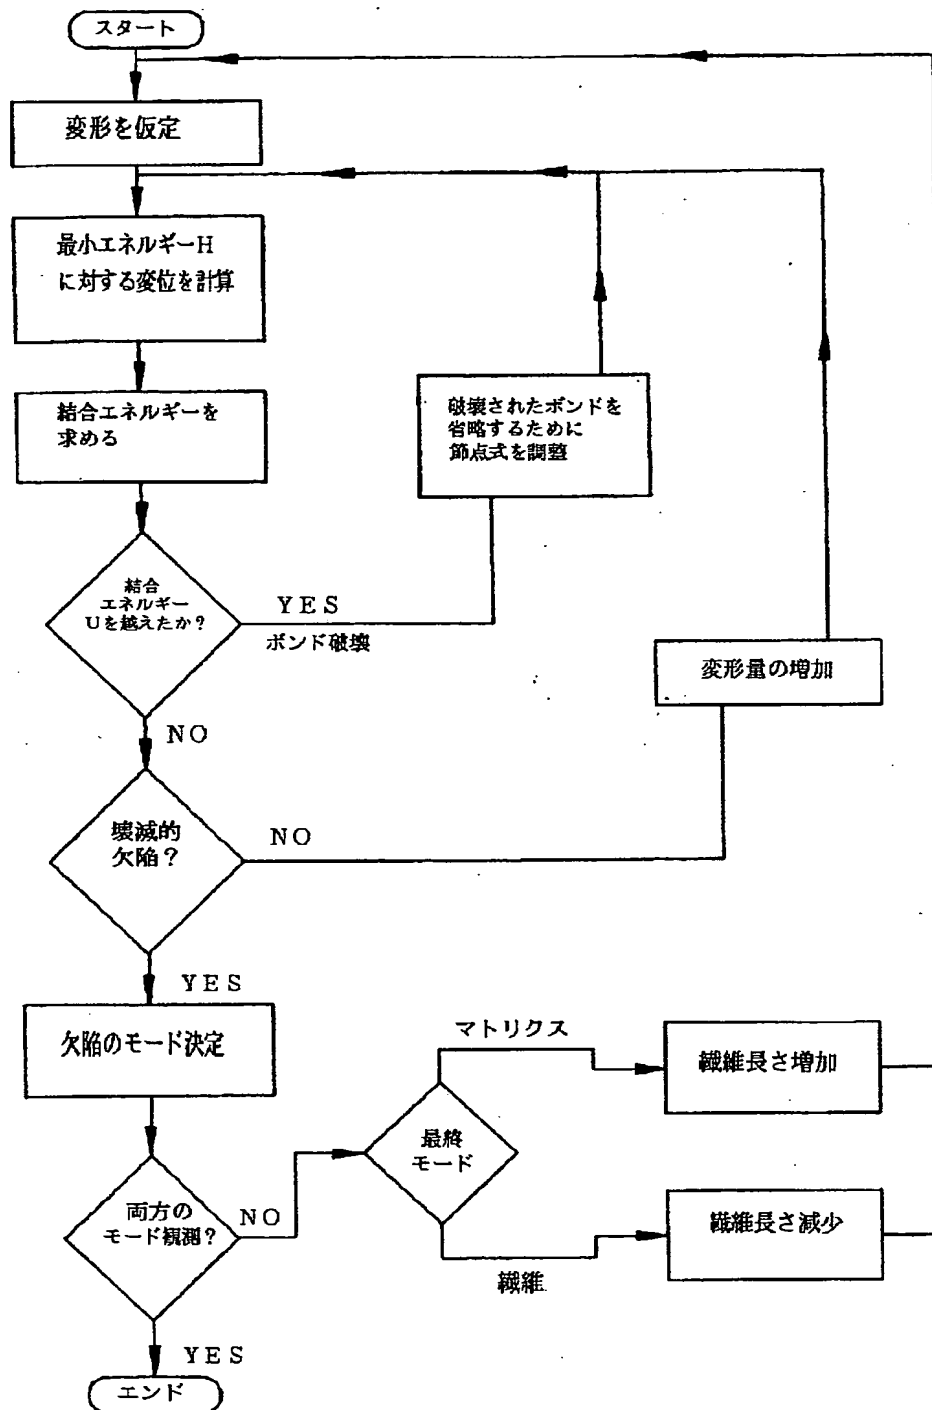 スタート
変形を仮定
最小エネルギーH
に対する変位を計算
結合エネルギーを
求める
破壊されたボンドを
省略するために
節点式を調整
結合
エネルギー
Uを越えたか？
YES
ボンド破壊
変形量の増加
NO
壊滅的
欠陥？
NO
YES
欠陥のモード決定
マトリクス
繊維長さ増加
最終
モード
両方の
モード観測？
NO
繊維長さ減少
繊維
YES
エンド